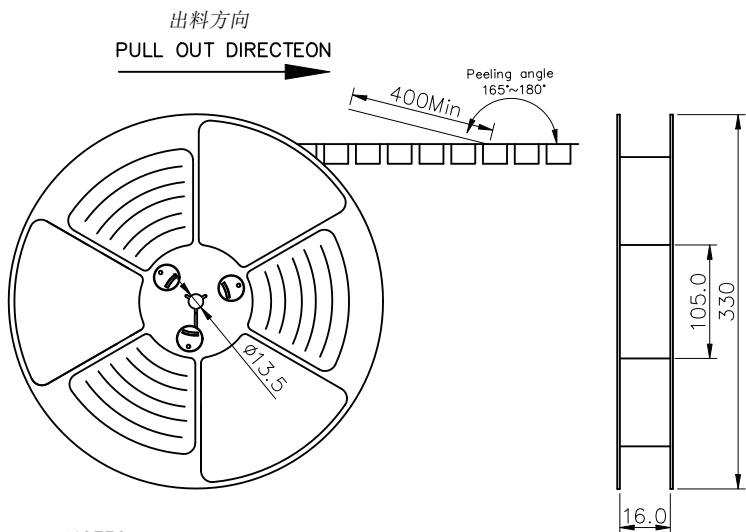 出料方向
PULL OUT DIRECTEON
Peeling angle
165°~180°
400Min
105.0
330
ø13.5
16.0